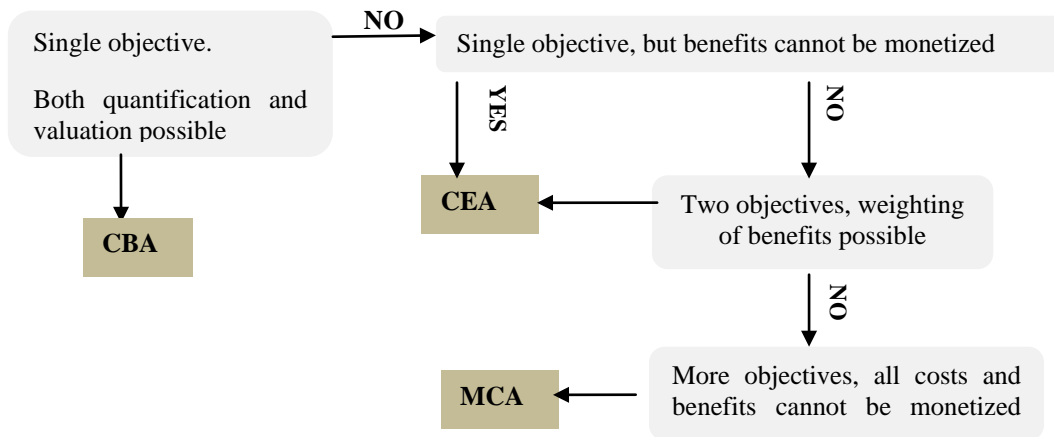 Single objective.
Both quantification and
valuation possible
NO
Single objective, but benefits cannot be monetized
YES
NO
CBA
CEA
Two objectives, weighting
of benefits possible
NO
More objectives, all costs and
benefits cannot be monetized
MCA